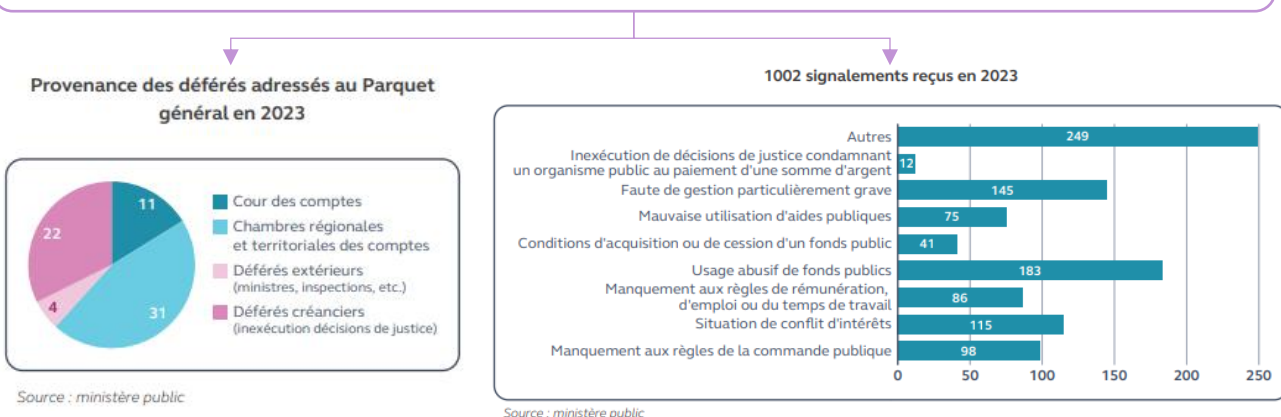 Provenance des déférés adressés au Parquet
général en 2023
11
22
4
31
Cour des comptes
Chambres régionales
et territoriales des comptes
Déférés extérieurs
(ministres, inspections, etc.)
Déférés créanciers
(inexécution décisions de justice)
Source : ministère public
1002 signalements reçus en 2023
Autres
249
Inexécution de décisions de justice condamnant
un organisme public au paiement d'une somme d'argent
12
Faute de gestion particulièrement grave
145
Mauvaise utilisation d'aides publiques
75
Conditions d'acquisition ou de cession d'un fonds public
41
Usage abusif de fonds publics
183
Manquement aux règles de rémunération,
d'emploi ou du temps de travail
86
Situation de conflit d'intérêts
115
Manquement aux règles de la commande publique
98
0 50 100 150 200 250
Source : ministère public